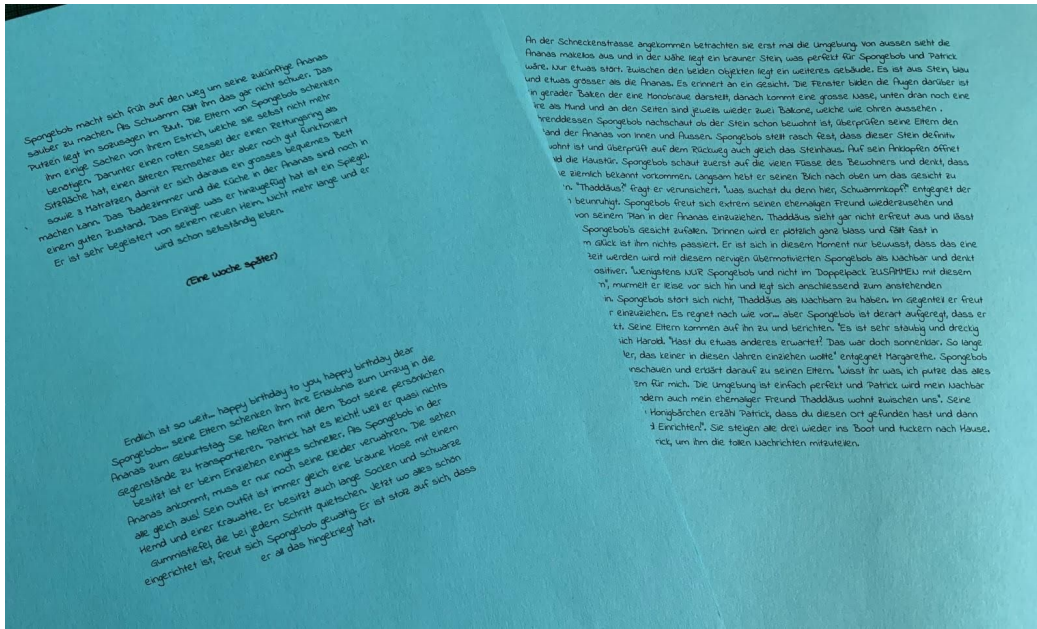 Spongebob macht sich früh auf den Weg um seine zukünftige Ananas
sauber zu machen. Als Schwamm fällt ihm das gar nicht schwer. Das
Putzen liegt im sozusagen im Blut. Die Eltern von Spongebob schenken
ihm einige Sachen von ihrem Estrich, welche sie selbst nicht mehr
benötigen. Darunter einen roten Sessel der einen Rettungsring als
Sitzfläche hat, einen älteren Fernseher der aber noch gut funktioniert
sowie 3 Matratzen, damit er sich daraus ein grosses bequemes Bett
machen kann. Das Badezimmer und die Küche in der Ananas sind noch in
einem guten Zustand. Das Einzige was er hinzugefügt hat ist ein Spiegel.
Er ist sehr begeistert von seinem neuen Heim. Nicht mehr lange und er
wird schon selbständig leben.
(Eine Woche später)
Endlich ist so weit... happy birthday to you, happy birthday dear
Spongebob... seine Eltern schenken ihm ihre Erlaubnis zum Umzug in die
Ananas zum Geburtstag. Sie helfen ihm mit dem Boot seine persönlichen
Gegenstände zu transportieren. Patrick hat es leicht! Weil er quasi nichts
besitzt ist er beim Einziehen einiges schneller. Als Spongebob in der
Ananas ankommt, muss er nur noch seine Kleider verwahren. Die sehen
alle gleich aus! Sein Outfit ist immer gleich eine braune Hose mit einem
Hemd und einer Krawatte. Er besitzt auch lange Socken und schwarze
Gummistiefel, die bei jedem Schritt quietschen. Jetzt wo alles schön
eingerichtet ist, freut sich Spongebob gewaltig. Er ist stolz auf sich, dass
er all das hingekriegt hat.
An der Schneckenstrasse angekommen betrachten sie erst mal die Umgebung. Von aussen sieht die
Ananas makellos aus und in der Nähe liegt ein brauner Stein, was perfekt für Spongebob und Patrick
wäre. Nur etwas stört. Zwischen den beiden Objekten liegt ein weiteres Gebäude. Es ist aus Stein, blau
und etwas grösser als die Ananas. Es erinnert an ein Gesicht. Die Fenster bilden die Augen darüber ist
in gerader Balken der eine Monobraue darstellt, danach kommt eine grosse Nase, unten dran noch eine
üre als Mund und an den Seiten sind jeweils wieder zwei Balkone, welche wie Ohren aussehen.
hrenddessen Spongebob nachschaut ob der Stein schon bewohnt ist, überprüfen seine Eltern den
and der Ananas von Innen und Aussen. Spongebob stellt rasch fest, dass dieser Stein definitiv
wohnt ist und überprüft auf dem Rückweg auch gleich das Steinhaus. Auf sein Anklopfen öffnet
d die Haustür. Spongebob schaut zuerst auf die vielen Füsse des Bewohners und denkt, dass
e ziemlich bekannt vorkommen. Langsam hebt er seinen Blich nach oben um das Gesicht zu
n. "Thaddäus?" fragt er verunsichert. "Was suchst du denn hier, Schwammkopf?" entgegnet der
beunruhigt. Spongebob freut sich extrem seinen ehemaligen Freund wiederzusehen und
von seinem Plan in der Ananas einzuziehen. Thaddäus sieht gar nicht erfreut aus und lässt
Spongebob's Gesicht zufallen. Drinnen wird er plötzlich ganz blass und fällt fast in
m Glück ist ihm nichts passiert. Er ist sich in diesem Moment nur bewusst, dass das eine
Zeit werden wird mit diesem nervigen übermotivierten Spongebob als Nachbar und denkt
ositiver. "Wenigstens NUR Spongebob und nicht im Doppelpack ZUSAMMEN mit diesem
n", murmelt er leise vor sich hin und legt sich anschliessend zum anstehenden
in. Spongebob stört sich nicht, Thaddäus als Nachbarn zu haben. Im Gegenteil er freut
r einzuziehen. Es regnet nach wie vor... aber Spongebob ist derart aufgeregt, dass er
kt. Seine Eltern kommen auf ihn zu und berichten. "Es ist sehr staubig und dreckig
ich Harold. "Hast du etwas anderes erwartet? Das war doch sonnenklar. So lange
ler, das keiner in diesen Jahren einziehen wollte" entgegnet Margarethe. Spongebob
nschauen und erklärt darauf zu seinen Eltern. "Wisst ihr was, ich putze das alles
em für mich. Die Umgebung ist einfach perfekt und Patrick wird mein Nachbar
ndern auch mein ehemaliger Freund Thaddäus wohnt zwischen uns". Seine
Honigbärchen erzähl Patrick, dass du diesen Ort gefunden hast und dann
d Einrichten!". Sie steigen alle drei wieder ins Boot und tuckern nach Hause.
rick, um ihm die tollen Nachrichten mitzuteilen.